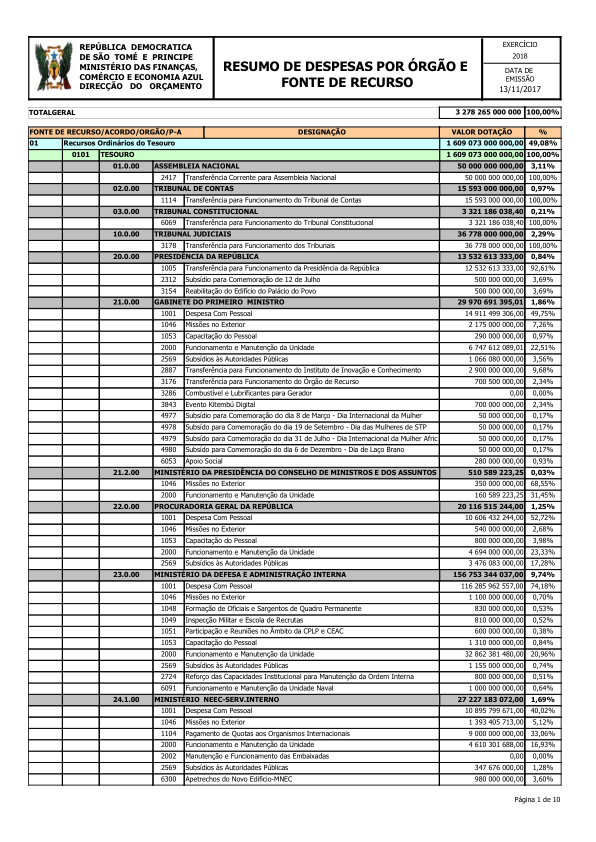 REPÚBLICA DEMOCRATICA
DE SÃO TOMÉ E PRINCIPE
MINISTÉRIO DAS FINANÇAS,
COMÉRCIO E ECONOMIA AZUL
DIRECÇÃO DO ORÇAMENTO
RESUMO DE DESPESAS POR ÓRGÃO E
FONTE DE RECURSO
EXERCÍCIO
2018
DATA DE
EMISSÃO
13/11/2017
TOTALGERAL 3 278 265 000 000 100,00%
FONTE DE RECURSO/ACORDO/ORGÃO/P-A DESIGNAÇÃO VALOR DOTAÇÃO %
01 Recursos Ordinários do Tesouro 1 609 073 000 000,00 49,08%
0101 TESOURO 1 609 073 000 000,00 100,00%
01.0.00 ASSEMBLEIA NACIONAL 50 000 000 000,00 3,11%
2417 Transferência Corrente para Assembleia Nacional 50 000 000 000,00 100,00%
02.0.00 TRIBUNAL DE CONTAS 15 593 000 000,00 0,97%
1114 Transferência para Funcionamento do Tribunal de Contas 15 593 000 000,00 100,00%
03.0.00 TRIBUNAL CONSTITUCIONAL 3 321 186 038,40 0,21%
6069 Transferência para Funcionamento do Tribunal Constitucional 3 321 186 038,40 100,00%
10.0.00 TRIBUNAL JUDICIAIS 36 778 000 000,00 2,29%
3178 Transferência para Funcionamento dos Tribunais 36 778 000 000,00 100,00%
20.0.00 PRESIDÊNCIA DA REPÚBLICA 13 532 613 333,00 0,84%
1005 Transferência para Funcionamento da Presidência da República 12 532 613 333,00 92,61%
2312 Subsídio para Comemoração de 12 de Julho 500 000 000,00 3,69%
3154 Reabilitação do Edifício do Palácio do Povo 500 000 000,00 3,69%
21.0.00 GABINETE DO PRIMEIRO MINISTRO 29 970 691 395,01 1,86%
1001 Despesa Com Pessoal 14 911 499 306,00 49,75%
1046 Missões no Exterior 2 175 000 000,00 7,26%
1053 Capacitação do Pessoal 290 000 000,00 0,97%
2000 Funcionamento e Manutenção da Unidade 6 747 612 089,01 22,51%
2569 Subsídios às Autoridades Públicas 1 066 080 000,00 3,56%
2887 Transferência para Funcionamento do Instituto de Inovação e Conhecimento 2 900 000 000,00 9,68%
3176 Transferência para Funcionamento do Órgão de Recurso 700 500 000,00 2,34%
3286 Combustível e Lubrificantes para Gerador 0,00 0,00%
3843 Evento Kitembú Digital 700 000 000,00 2,34%
4977 Subsído para Comemoração do dia 8 de Março - Dia Internacional da Mulher 50 000 000,00 0,17%
4978 Subsído para Comemoração do dia 19 de Setembro - Dia das Mulheres de STP 50 000 000,00 0,17%
4979 Subsído para Comemoração do dia 31 de Julho - Dia Internacional da Mulher Afric 50 000 000,00 0,17%
4980 Subsído para Comemoração do dia 6 de Dezembro - Dia de Laço Brano 50 000 000,00 0,17%
6053 Apoio Social 280 000 000,00 0,93%
21.2.00 MINISTÉRIO DA PRESIDÊNCIA DO CONSELHO DE MINISTROS E DOS ASSUNTOS 510 589 223,25 0,03%
1046 Missões no Exterior 350 000 000,00 68,55%
2000 Funcionamento e Manutenção da Unidade 160 589 223,25 31,45%
22.0.00 PROCURADORIA GERAL DA REPÚBLICA 20 116 515 244,00 1,25%
1001 Despesa Com Pessoal 10 606 432 244,00 52,72%
1046 Missões no Exterior 540 000 000,00 2,68%
1053 Capacitação do Pessoal 800 000 000,00 3,98%
2000 Funcionamento e Manutenção da Unidade 4 694 000 000,00 23,33%
2569 Subsídios às Autoridades Públicas 3 476 083 000,00 17,28%
23.0.00 MINISTÉRIO DA DEFESA E ADMINISTRAÇÃO INTERNA 156 753 344 037,00 9,74%
1001 Despesa Com Pessoal 116 285 962 557,00 74,18%
1046 Missões no Exterior 1 100 000 000,00 0,70%
1048 Formação de Oficiais e Sargentos de Quadro Permanente 830 000 000,00 0,53%
1049 Inspecção Militar e Escola de Recrutas 810 000 000,00 0,52%
1051 Participação e Reuniões no Âmbito da CPLP e CEAC 600 000 000,00 0,38%
1053 Capacitação do Pessoal 1 310 000 000,00 0,84%
2000 Funcionamento e Manutenção da Unidade 32 862 381 480,00 20,96%
2569 Subsídios às Autoridades Públicas 1 155 000 000,00 0,74%
2724 Reforço das Capacidades Institucional para Manutenção da Ordem Interna 800 000 000,00 0,51%
6091 Funcionamento e Manutenção da Unidade Naval 1 000 000 000,00 0,64%
24.1.00 MINISTÉRIO NEEC-SERV.INTERNO 27 227 183 072,00 1,69%
1001 Despesa Com Pessoal 10 895 799 671,00 40,02%
1046 Missões no Exterior 1 393 405 713,00 5,12%
1104 Pagamento de Quotas aos Organismos Internacionais 9 000 000 000,00 33,06%
2000 Funcionamento e Manutenção da Unidade 4 610 301 688,00 16,93%
2002 Manutenção e Funcionamento das Embaixadas 0,00 0,00%
2569 Subsídios às Autoridades Públicas 347 676 000,00 1,28%
6300 Apetrechos do Novo Edificio-MNEC 980 000 000,00 3,60%
Página 1 de 10